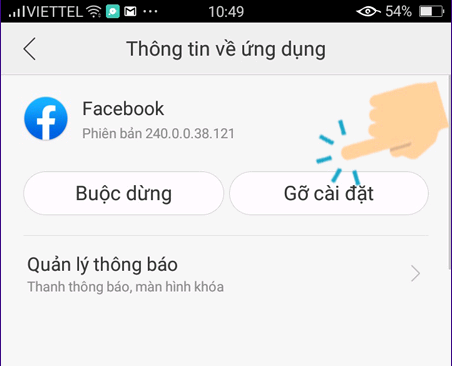 VIETTEL 10:49 54%
Thông tin về ứng dụng
Facebook
Phiên bản 240.0.0.38.121
Buộc dừng Gỡ cài đặt
Quản lý thông báo
Thanh thông báo, màn hình khóa